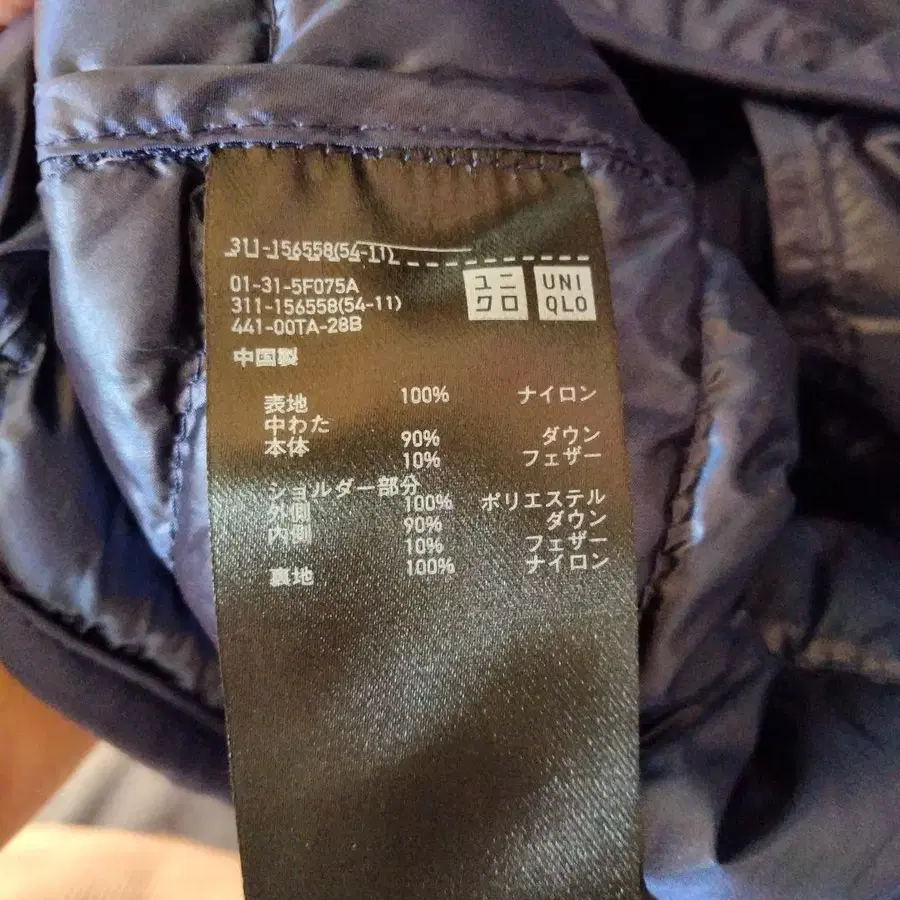 311-156558(54-11)
01-31-5F075A
311-156558(54-11)
441-00TA-28B
ユニ
クロ
UNI
QLO
中国製
表地 100% ナイロン
中わた
本体 90% ダウン
10% フェザー
ショルダー部分
外側 100% ポリエステル
内側 90% ダウン
10% フェザー
裏地 100% ナイロン